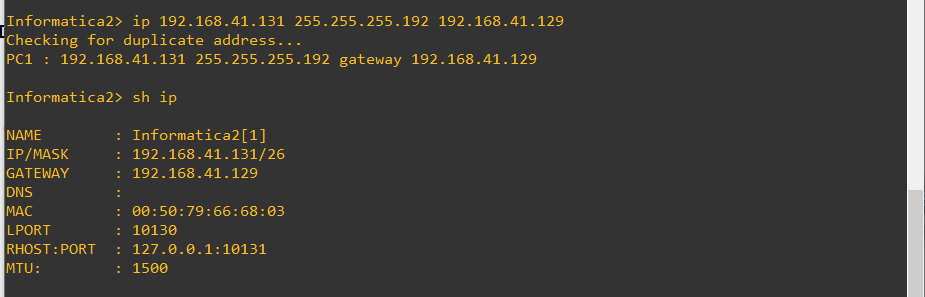 Informatica2> ip 192.168.41.131 255.255.255.192 192.168.41.129
Checking for duplicate address...
PC1 : 192.168.41.131 255.255.255.192 gateway 192.168.41.129
Informatica2> sh ip
NAME        : Informatica2[1]
IP/MASK     : 192.168.41.131/26
GATEWAY     : 192.168.41.129
DNS         :
MAC         : 00:50:79:66:68:03
LPORT       : 10130
RHOST:PORT  : 127.0.0.1:10131
MTU:        : 1500